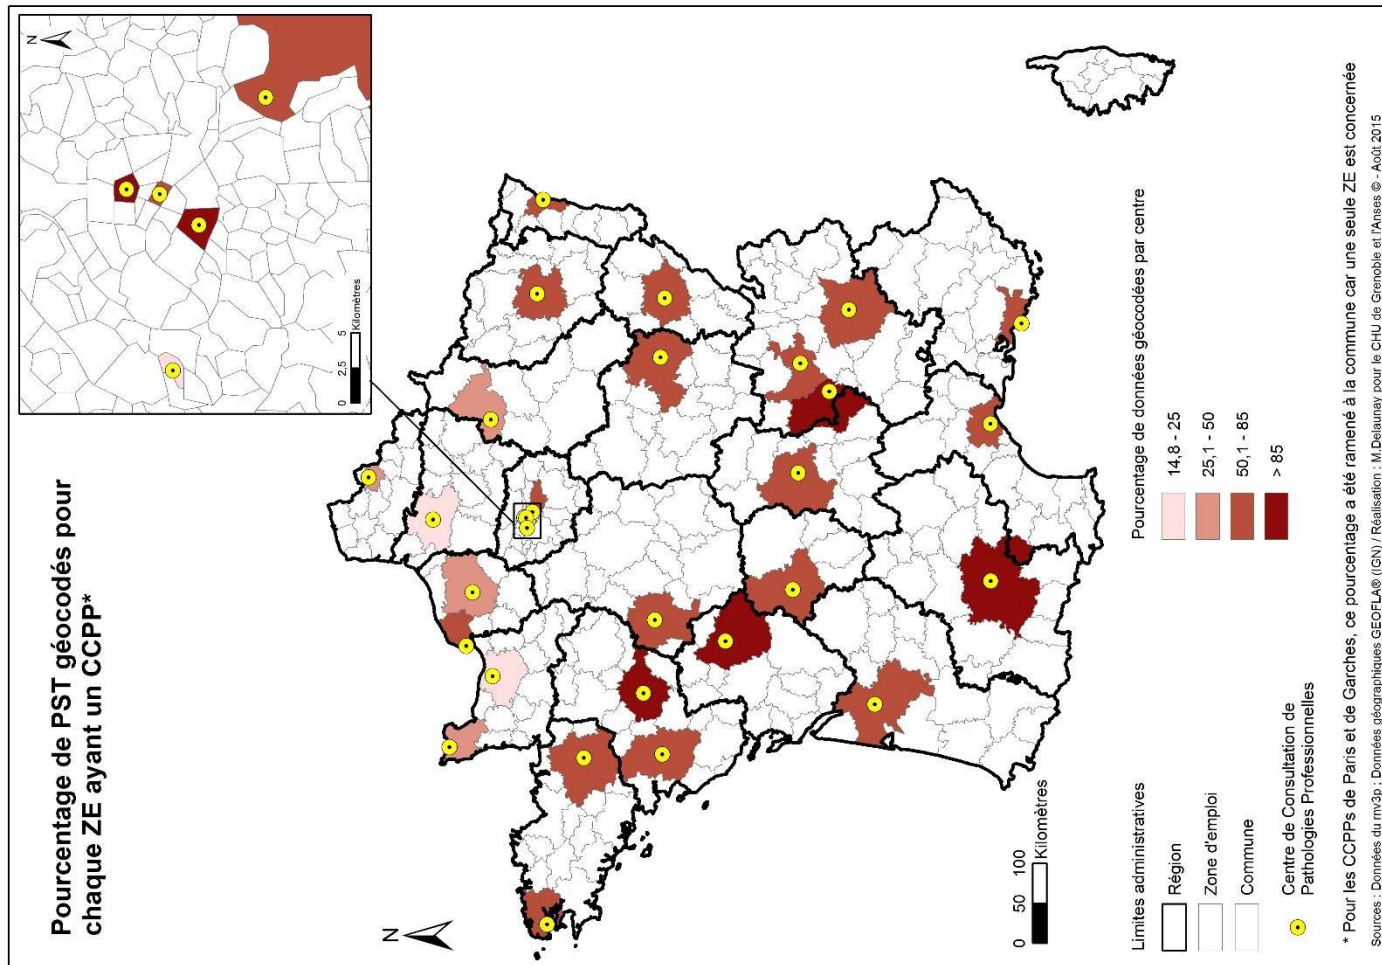 Pourcentage de PST géocodés pour
chaque ZE ayant un CCPP*
N
N
0 2,5 5
Kilomètres
0 50 100
Kilomètres
Limites administratives
Région
Zone d'emploi
Commune
Centre de Consultation de
Pathologies Professionnelles
Pourcentage de données géocodées par centre
14,8 - 25
25,1 - 50
50,1 - 85
> 85
* Pour les CCPPs de Paris et de Garches, ce pourcentage a été ramené à la commune car une seule ZE est concernée
Sources : Données du rnv3p ; Données géographiques GEOFLA® (IGN) / Réalisation : M.Delaunay pour le CHU de Grenoble et l'Anses © - Août 2015